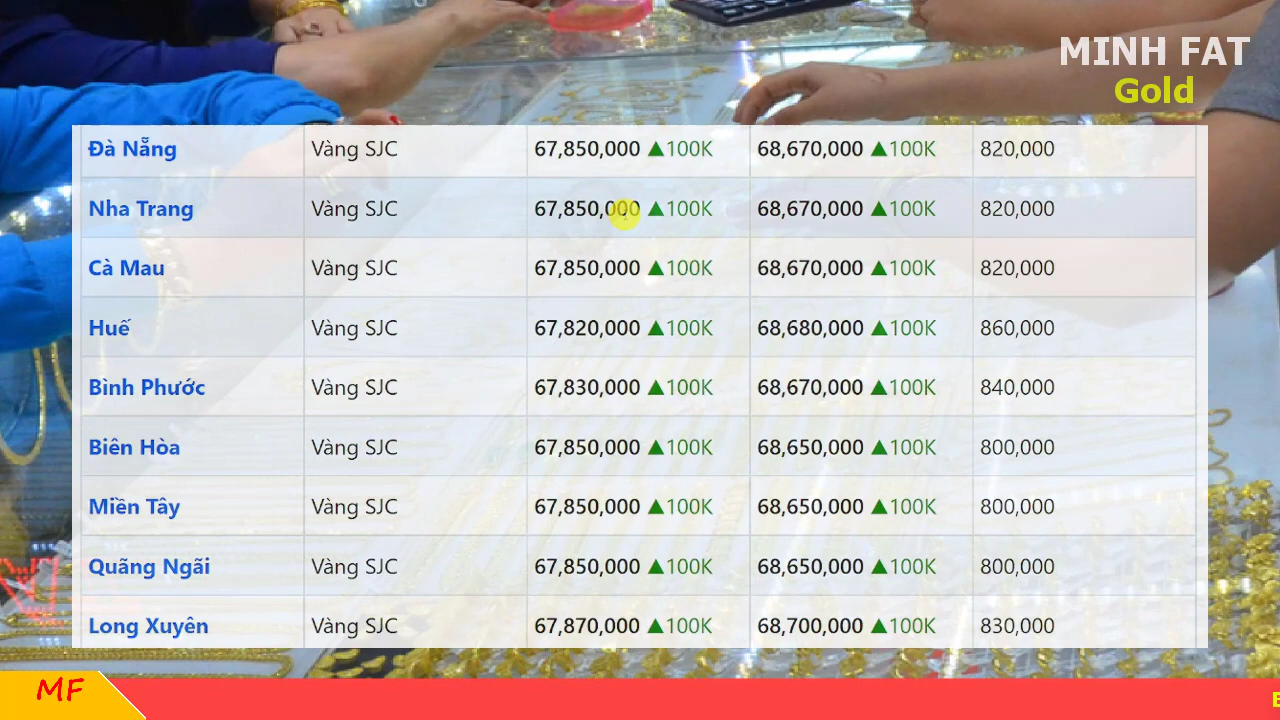 MINH FAT
Gold
Đà Nẵng Vàng SJC 67,850,000 ▲100K 68,670,000 ▲100K 820,000
Nha Trang Vàng SJC 67,850,000 ▲100K 68,670,000 ▲100K 820,000
Cà Mau Vàng SJC 67,850,000 ▲100K 68,670,000 ▲100K 820,000
Huế Vàng SJC 67,820,000 ▲100K 68,680,000 ▲100K 860,000
Bình Phước Vàng SJC 67,830,000 ▲100K 68,670,000 ▲100K 840,000
Biên Hòa Vàng SJC 67,850,000 ▲100K 68,650,000 ▲100K 800,000
Miền Tây Vàng SJC 67,850,000 ▲100K 68,650,000 ▲100K 800,000
Quãng Ngãi Vàng SJC 67,850,000 ▲100K 68,650,000 ▲100K 800,000
Long Xuyên Vàng SJC 67,870,000 ▲100K 68,700,000 ▲100K 830,000
MF